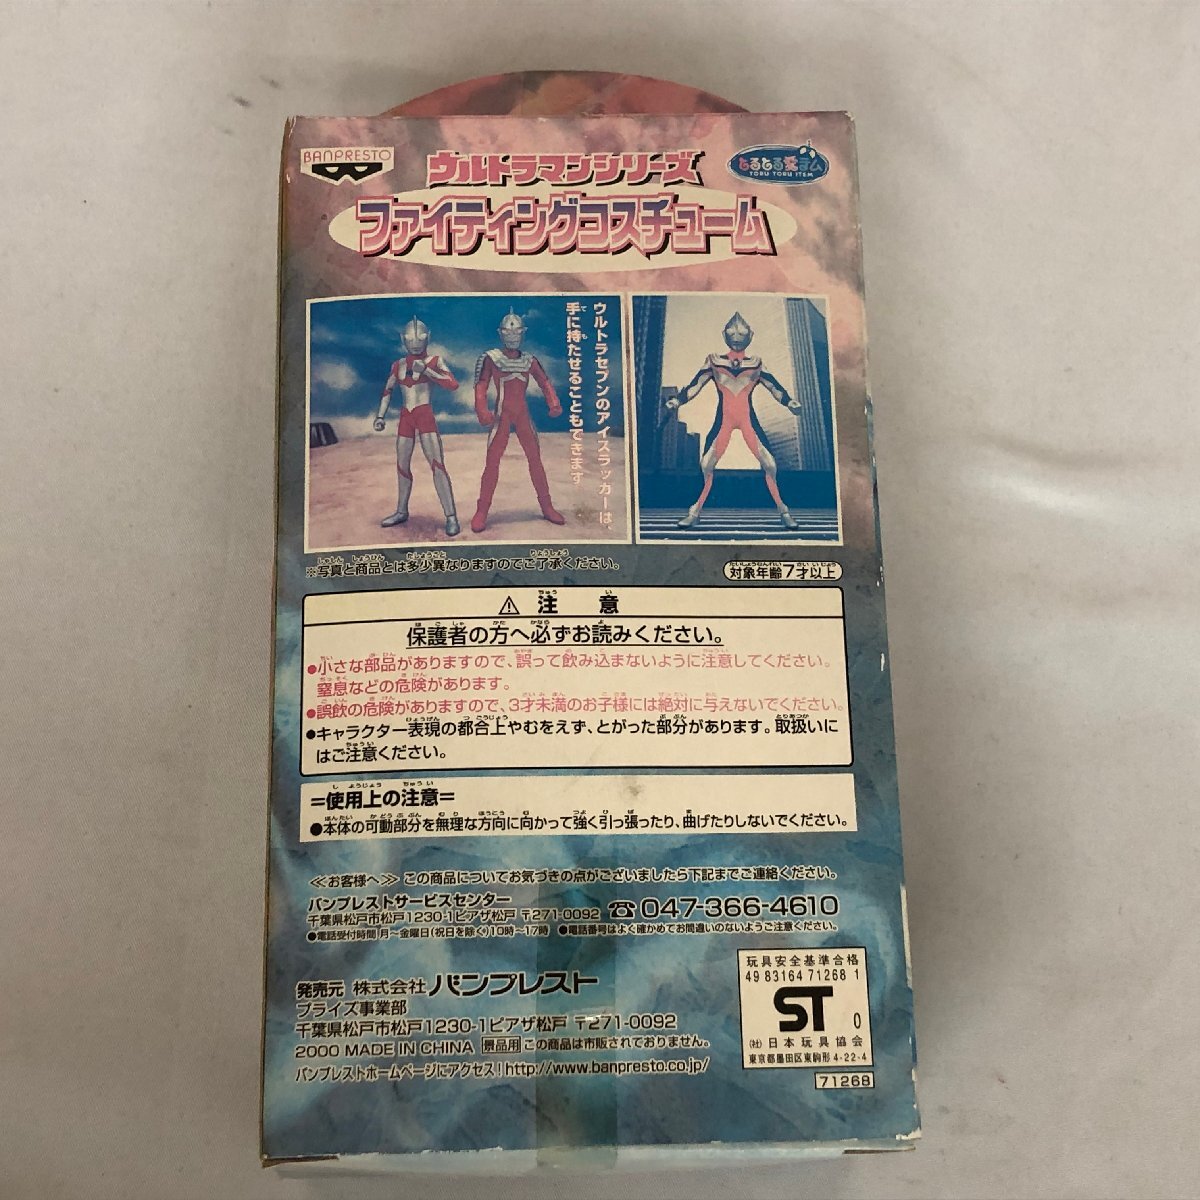 BANPRESTO
ウルトラマンシリーズ
とるとる愛テム
TORU TORU ITEM
ファイティングコスチューム
ウルトラセブンのアイスラッガーは、
手に持たせることもできます
※写真と商品とは多少異なりますのでご了承ください。
対象年齢7才以上
⚠ 注 意
保護者の方へ必ずお読みください。
●小さな部品がありますので、誤って飲み込まないように注意してください。
窒息などの危険があります。
●誤飲の危険がありますので、3才未満のお子様には絶対に与えないでください。
●キャラクター表現の都合上やむをえず、とがった部分があります。取扱いに
はご注意ください。
=使用上の注意=
●本体の可動部分を無理な方向に向かって強く引っ張ったり、曲げたりしないでください。
≪お客様へ≫ この商品についてお気づきの点がございましたら下記までご連絡ください。
バンプレストサービスセンター
千葉県松戸市松戸1230-1ピアザ松戸 〒271-0092 ☎047-366-4610
●電話受付時間 月〜金曜日(祝日を除く)10時〜17時 ●電話番号はよく確かめてお間違いのないようご注意ください。
発売元 株式会社 バンプレスト
プライズ事業部
千葉県松戸市松戸1230-1ピアザ松戸 〒271-0092
2000 MADE IN CHINA 景品用 この商品は市販されておりません。
バンプレストホームページにアクセス!http://www.banpresto.co.jp/
玩具安全基準合格
49 83164 71268 1
ST 0
(社)日本玩具協会
東京都墨田区東駒形4-22-4
71268